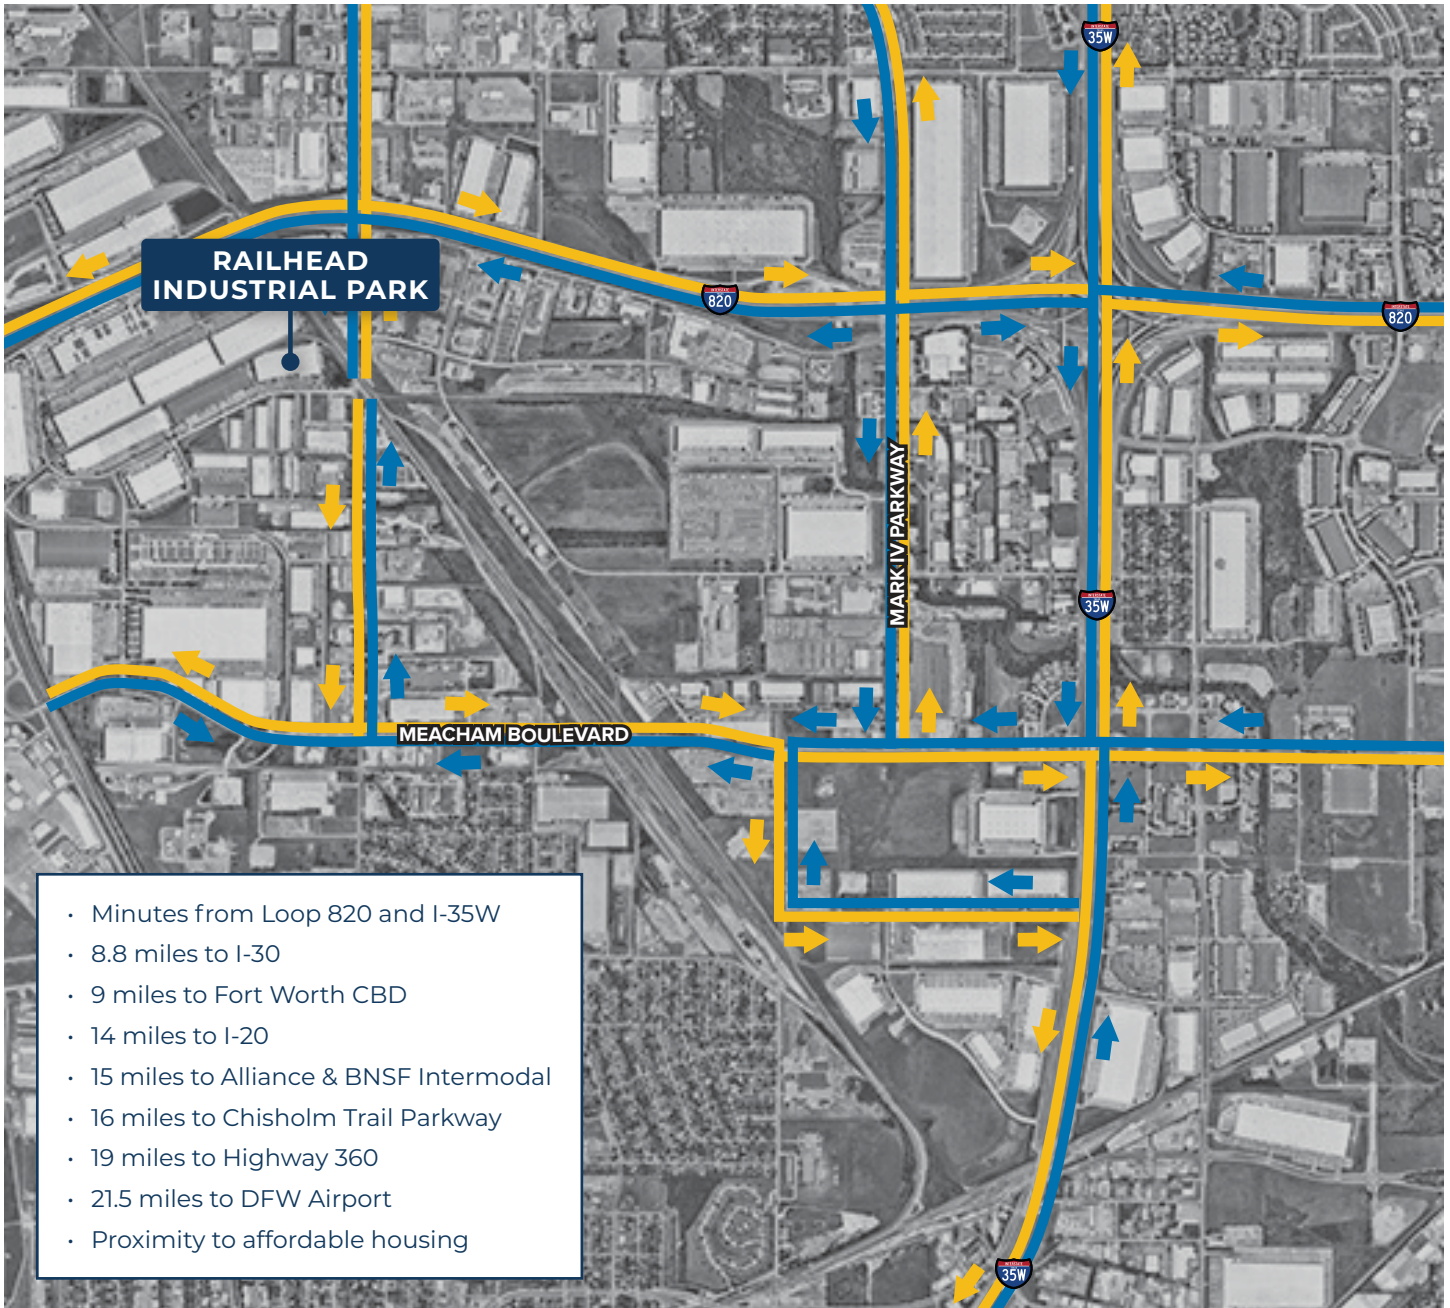 35W
RAILHEAD
INDUSTRIAL PARK
820
820
MARK IV PARKWAY
35W
MEACHAM BOULEVARD
• Minutes from Loop 820 and I-35W
• 8.8 miles to I-30
• 9 miles to Fort Worth CBD
• 14 miles to I-20
• 15 miles to Alliance & BNSF Intermodal
• 16 miles to Chisholm Trail Parkway
• 19 miles to Highway 360
• 21.5 miles to DFW Airport
• Proximity to affordable housing
35W